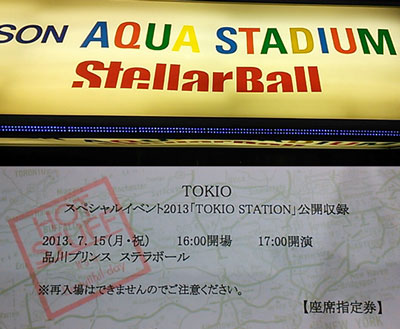 SON AQUA STADIUM
StellarBall
TOKIO
スペシャルイベント2013「TOKIO STATION」公開収録
2013. 7. 15(月・祝) 16:00開場 17:00開演
品川プリンス ステラボール
※再入場はできませんのでご注意ください。
【座席指定券】